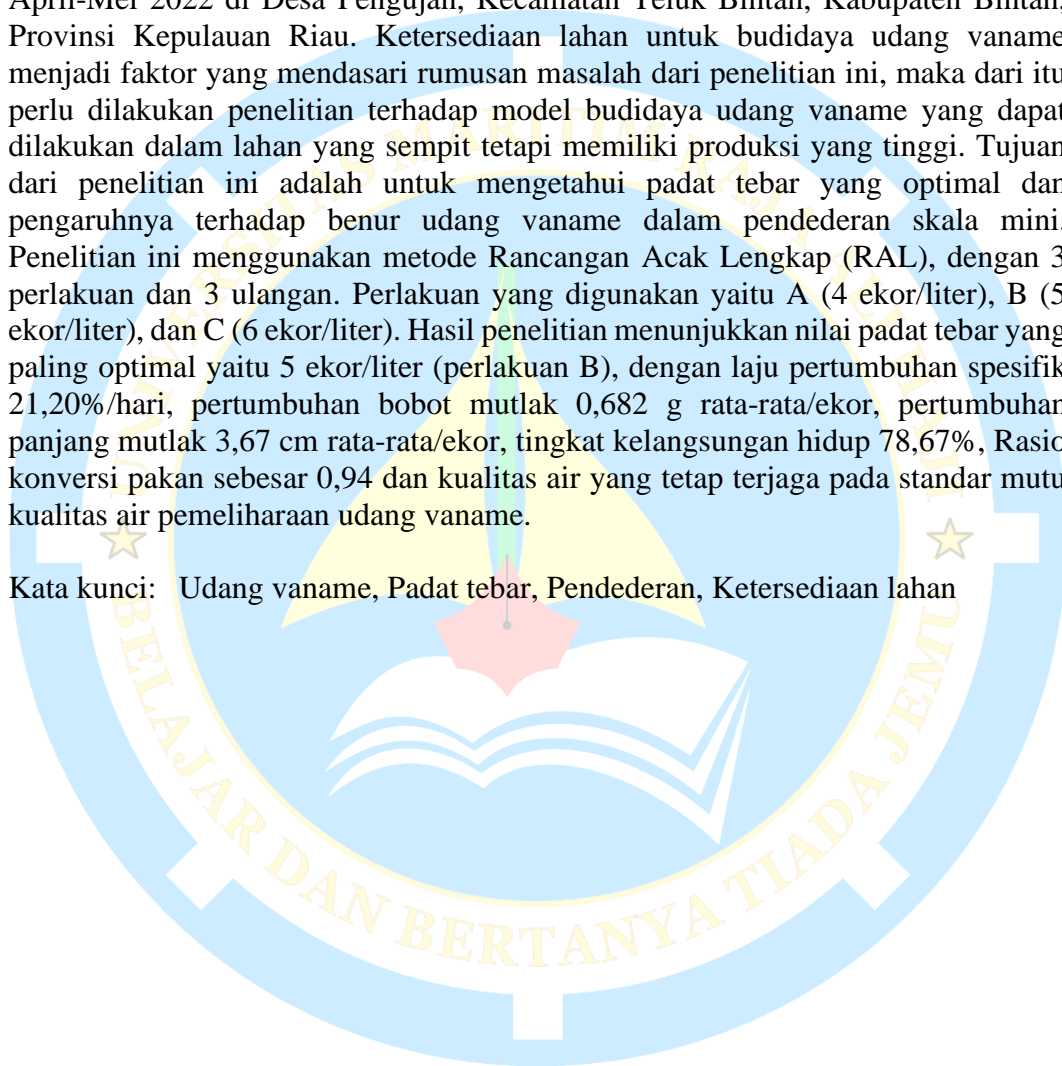 April-Mei 2022 di Desa Pengujan, Kecamatan Teluk Bintan, Kabupaten Bintan,
Provinsi Kepulauan Riau. Ketersediaan lahan untuk budidaya udang vaname
menjadi faktor yang mendasari rumusan masalah dari penelitian ini, maka dari itu
perlu dilakukan penelitian terhadap model budidaya udang vaname yang dapat
dilakukan dalam lahan yang sempit tetapi memiliki produksi yang tinggi. Tujuan
dari penelitian ini adalah untuk mengetahui padat tebar yang optimal dan
pengaruhnya terhadap benur udang vaname dalam pendederan skala mini.
Penelitian ini menggunakan metode Rancangan Acak Lengkap (RAL), dengan 3
perlakuan dan 3 ulangan. Perlakuan yang digunakan yaitu A (4 ekor/liter), B (5
ekor/liter), dan C (6 ekor/liter). Hasil penelitian menunjukkan nilai padat tebar yang
paling optimal yaitu 5 ekor/liter (perlakuan B), dengan laju pertumbuhan spesifik
21,20%/hari, pertumbuhan bobot mutlak 0,682 g rata-rata/ekor, pertumbuhan
panjang mutlak 3,67 cm rata-rata/ekor, tingkat kelangsungan hidup 78,67%, Rasio
konversi pakan sebesar 0,94 dan kualitas air yang tetap terjaga pada standar mutu
kualitas air pemeliharaan udang vaname.
Kata kunci: Udang vaname, Padat tebar, Pendederan, Ketersediaan lahan
UNIVERSITAS MARITIM RAJA ALI HAJI
BELAJAR DAN BERTANYA TIADA JEMU